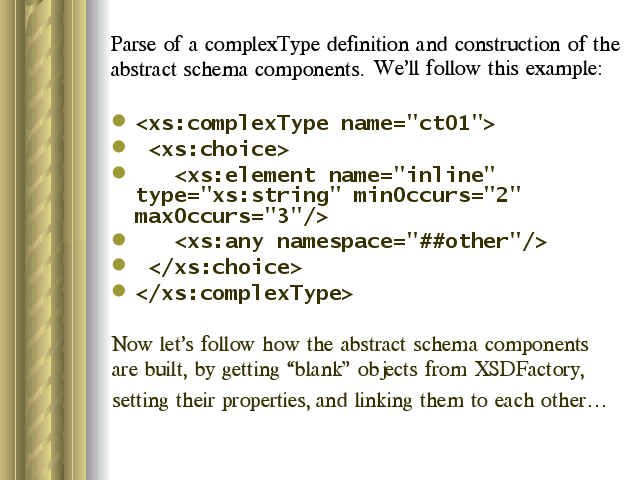 Parse of a complexType definition and construction of the
abstract schema components. We'll follow this example:
<xs:complexType name="ct01">
<xs:choice>
<xs:element name="inline"
type="xs:string" minOccurs="2"
maxOccurs="3"/>
<xs:any namespace="##other"/>
</xs:choice>
</xs:complexType>
Now let's follow how the abstract schema components
are built, by getting “blank” objects from XSDFactory,
setting their properties, and linking them to each other…